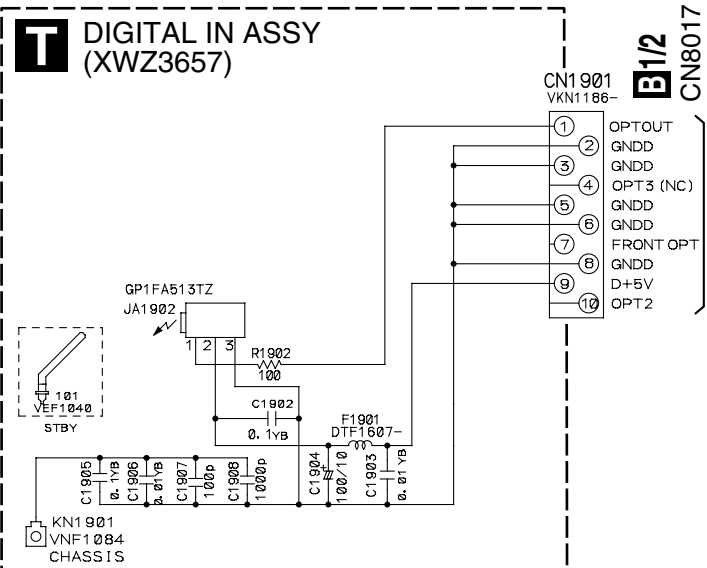 T DIGITAL IN ASSY
(XWZ3657)
B 1/2
CN8017
CN1901
VKN1186-
1 OPTOUT
2 GNDD
3 GNDD
4 OPT3 (NC)
5 GNDD
6 GNDD
7 FRONT OPT
8 GNDD
9 D+5V
10 OPT2
GP1FA513TZ
JA1902
1 2 3
R1902
100
C1902
0.1YB
F1901
DTF1607-
101
VEF1040
STBY
C1905
0.1YB
C1906
0.01YB
C1907
100p
C1908
1000p
C1904
+
100/10
C1903
0.01YB
KN1901
VNF1084
CHASSIS